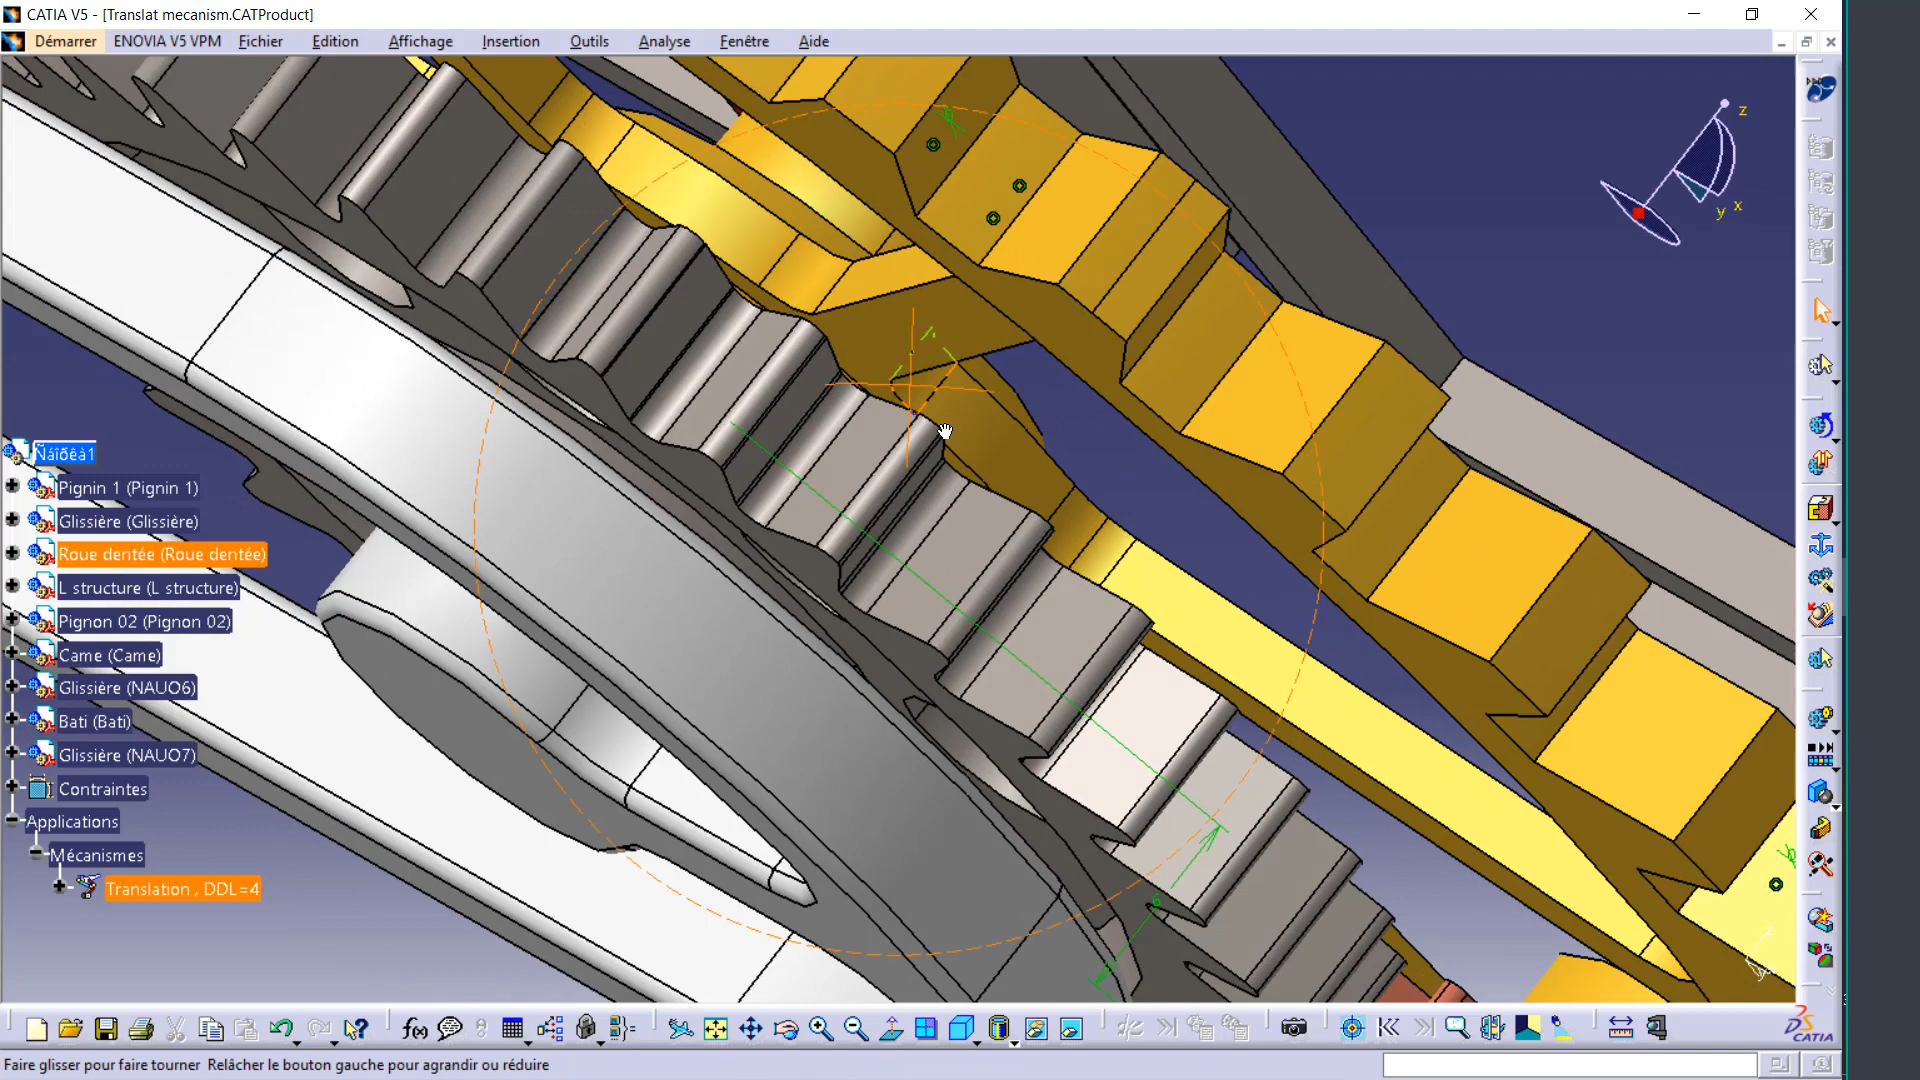 CATIA V5 - [Translat mecanism.CATProduct]
Démarrer ENOVIA V5 VPM Fichier Edition Affichage Insertion Outils Analyse Fenêtre Aide
z
y x
Ñáîðêà1
Pignin 1 (Pignin 1)
Glissière (Glissière)
Roue dentée (Roue dentée)
L structure (L structure)
Pignon 02 (Pignon 02)
Came (Came)
Glissière (NAUO6)
Bati (Bati)
Glissière (NAUO7)
Contraintes
Applications
Mécanismes
Translation , DDL=4
6
f(x)
DS CATIA
Faire glisser pour faire tourner Relâcher le bouton gauche pour agrandir ou réduire